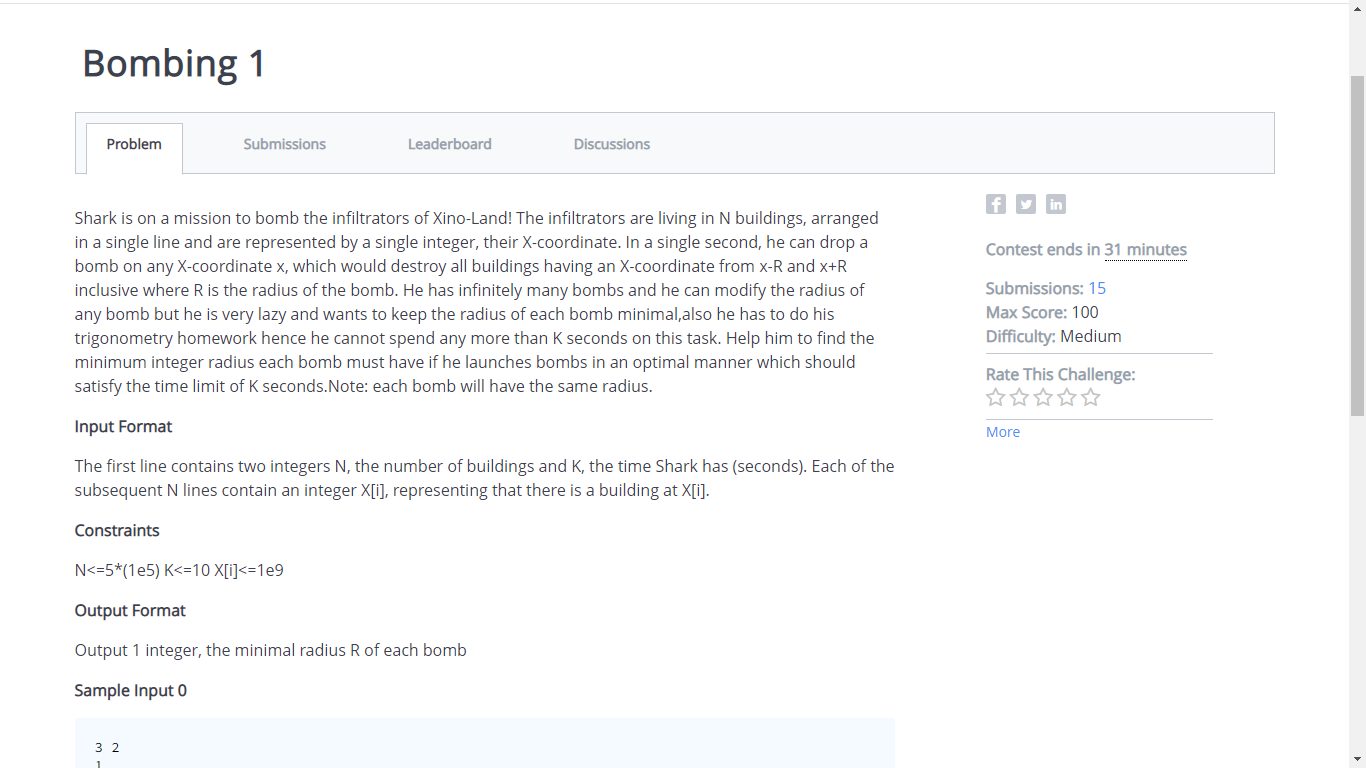 Bombing 1
Problem
Submissions
Leaderboard
Discussions
Shark is on a mission to bomb the infiltrators of Xino-Land! The infiltrators are living in N buildings, arranged
in a single line and are represented by a single integer, their X-coordinate. In a single second, he can drop a
bomb on any X-coordinate x, which would destroy all buildings having an X-coordinate from x-R and x+R
inclusive where R is the radius of the bomb. He has infinitely many bombs and he can modify the radius of
any bomb but he is very lazy and wants to keep the radius of each bomb minimal,also he has to do his
trigonometry homework hence he cannot spend any more than K seconds on this task. Help him to find the
minimum integer radius each bomb must have if he launches bombs in an optimal manner which should
satisfy the time limit of K seconds.Note: each bomb will have the same radius.
Input Format
The first line contains two integers N, the number of buildings and K, the time Shark has (seconds). Each of the
subsequent N lines contain an integer X[i], representing that there is a building at X[i].
Constraints
N<=5*(1e5) K<=10 X[i]<=1e9
Output Format
Output 1 integer, the minimal radius R of each bomb
Sample Input 0
3 2
1
f
in
Contest ends in 31 minutes
Submissions: 15
Max Score: 100
Difficulty: Medium
Rate This Challenge:
More